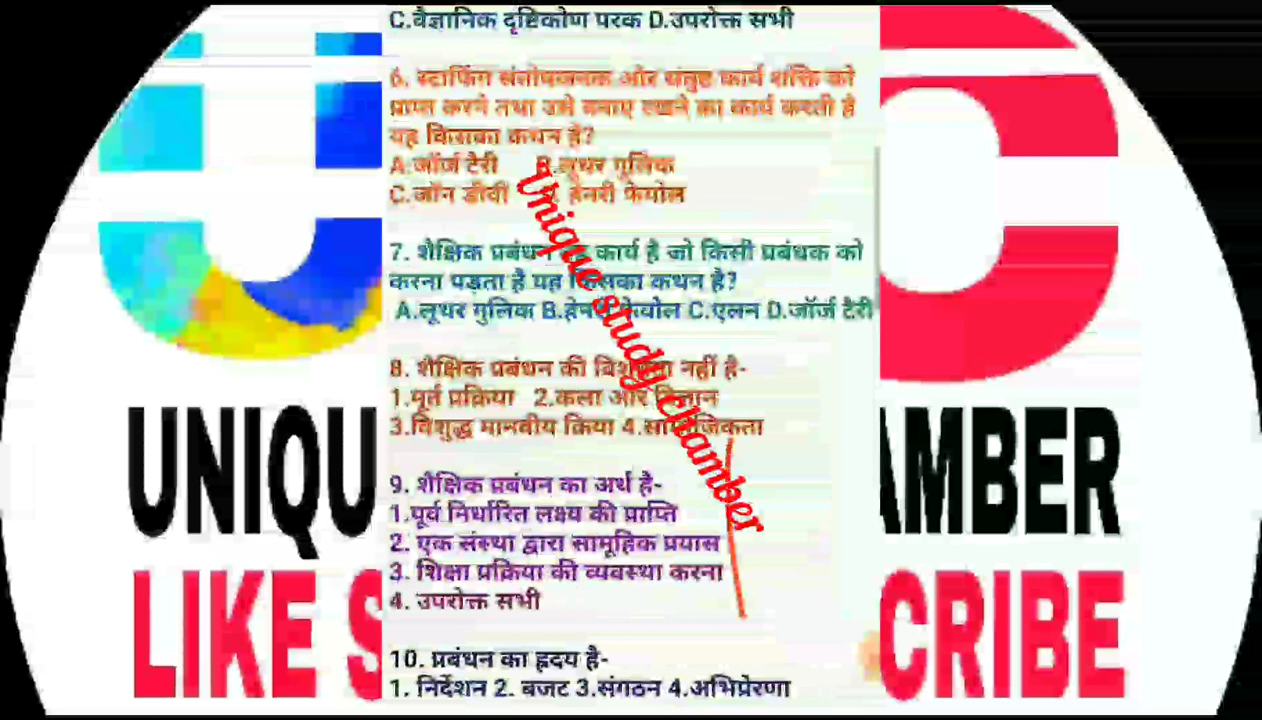 C.वैज्ञानिक दृष्टिकोण परक D.उपरोक्त सभी
6. स्टाफिंग संतोषजनक और संतुष्ट कार्य शक्ति को
प्राप्त करने तथा उसे बनाए रखने का कार्य करती है
यह किसका कथन है?
A.जॉर्ज टैरी B.लूथर गुलिक
C.जॉन डीवी D. हेनरी फेयोल
7. शैक्षिक प्रबंधन वह कार्य है जो किसी प्रबंधक को
करना पड़ता है यह किसका कथन है?
A.लूथर गुलिक B.हेनरी फेयोल C.एलन D.जॉर्ज टैरी
8. शैक्षिक प्रबंधन की विशेषता नहीं है-
1.पूर्त प्रक्रिया 2.कला और विज्ञान
3.विशुद्ध मानवीय क्रिया 4.सामाजिकता
9. शैक्षिक प्रबंधन का अर्थ है-
1.पूर्व निर्धारित लक्ष्य की प्राप्ति
2. एक संस्था द्वारा सामूहिक प्रयास
3. शिक्षा प्रक्रिया की व्यवस्था करना
4. उपरोक्त सभी
10. प्रबंधन का हृदय है-
1. निर्देशन 2. बजट 3.संगठन 4.अभिप्रेरणा
Unique study Chamber
UNIQU AMBER
LIKE S CRIBE